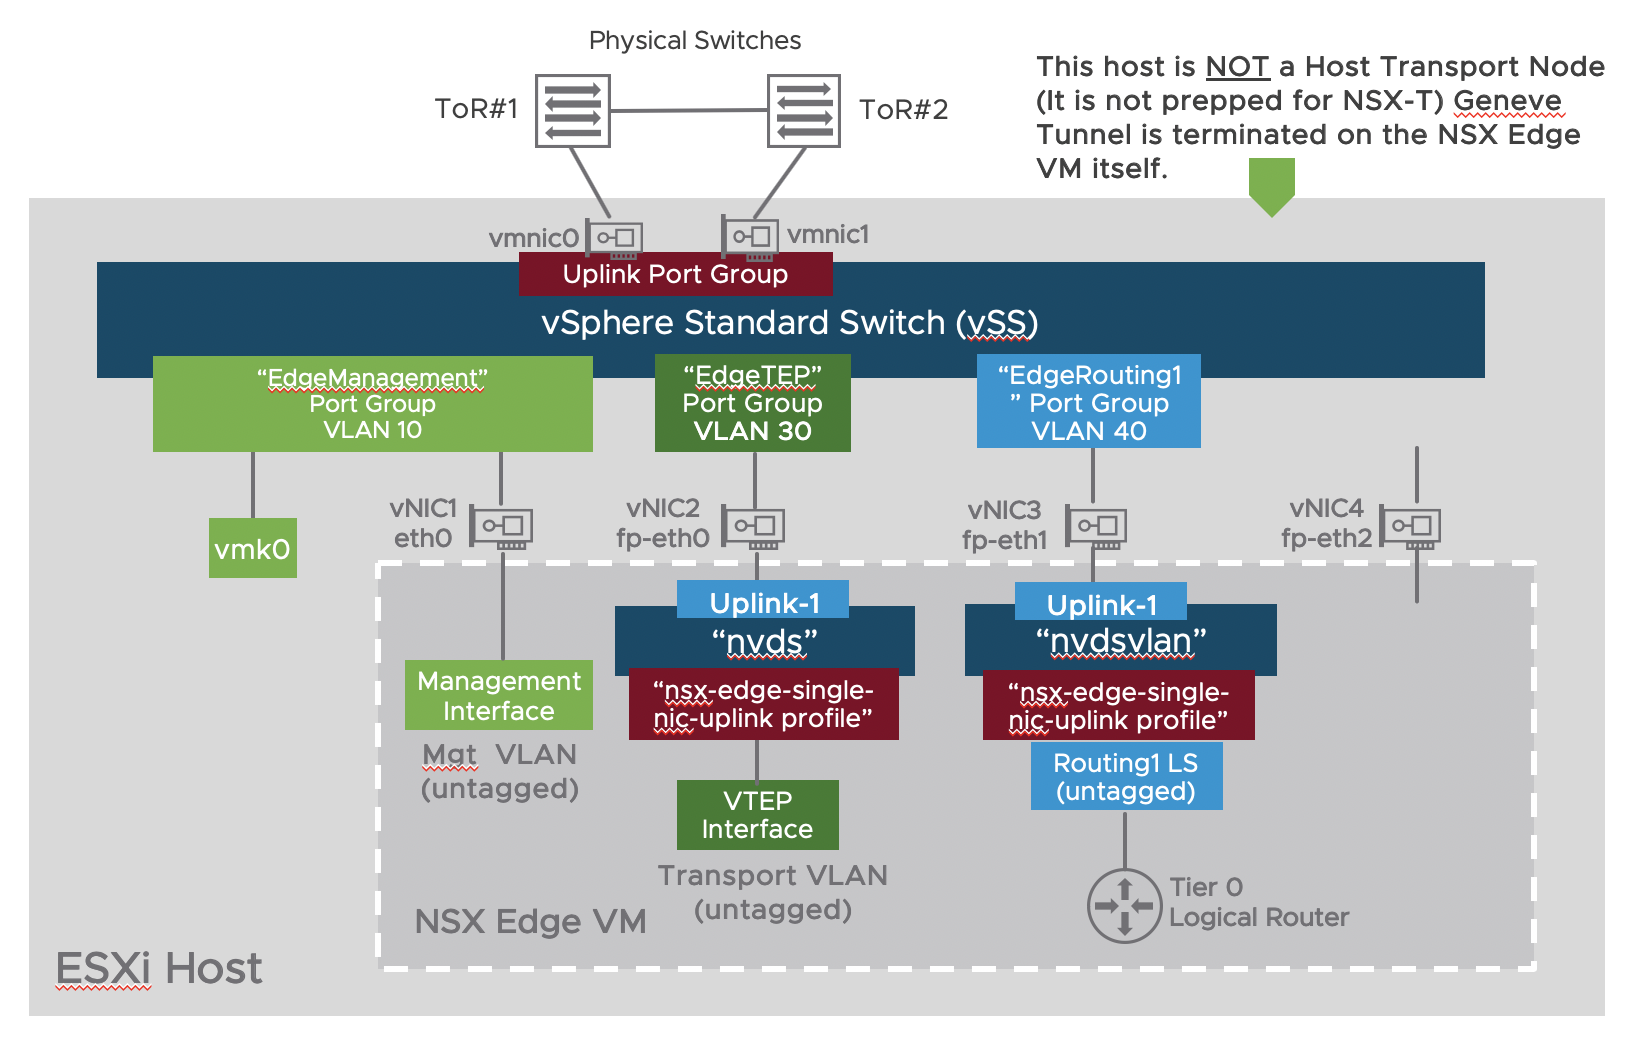 Physical Switches
ToR#1
ToR#2
This host is NOT a Host Transport Node
(It is not prepped for NSX-T) Geneve
Tunnel is terminated on the NSX Edge
VM itself.
vmnic0
vmnic1
Uplink Port Group
vSphere Standard Switch (vSS)
“EdgeManagement”
Port Group
VLAN 10
“EdgeTEP”
Port Group
VLAN 30
“EdgeRouting1
” Port Group
VLAN 40
vmk0
vNIC1
eth0
vNIC2
fp-eth0
vNIC3
fp-eth1
vNIC4
fp-eth2
Uplink-1
“nvds”
“nsx-edge-single-
nic-uplink profile”
Uplink-1
“nvdsvlan”
“nsx-edge-single-
nic-uplink profile”
Management
Interface
Mgt VLAN
(untagged)
VTEP
Interface
Transport VLAN
(untagged)
Routing1 LS
(untagged)
Tier 0
Logical Router
NSX Edge VM
ESXi Host